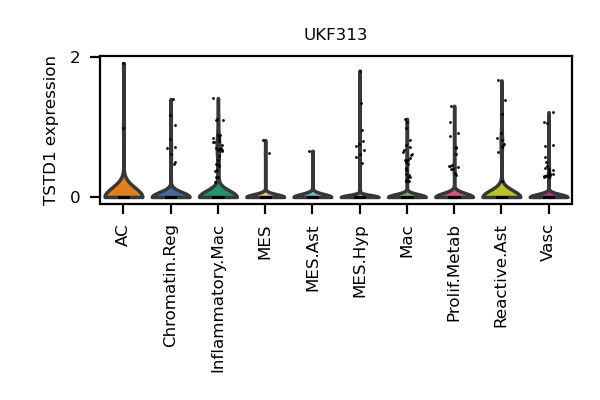 UKF313
TSTD1 expression
2
0
AC
Chromatin.Reg
Inflammatory.Mac
MES
MES.Ast
MES.Hyp
Mac
Prolif.Metab
Reactive.Ast
Vasc